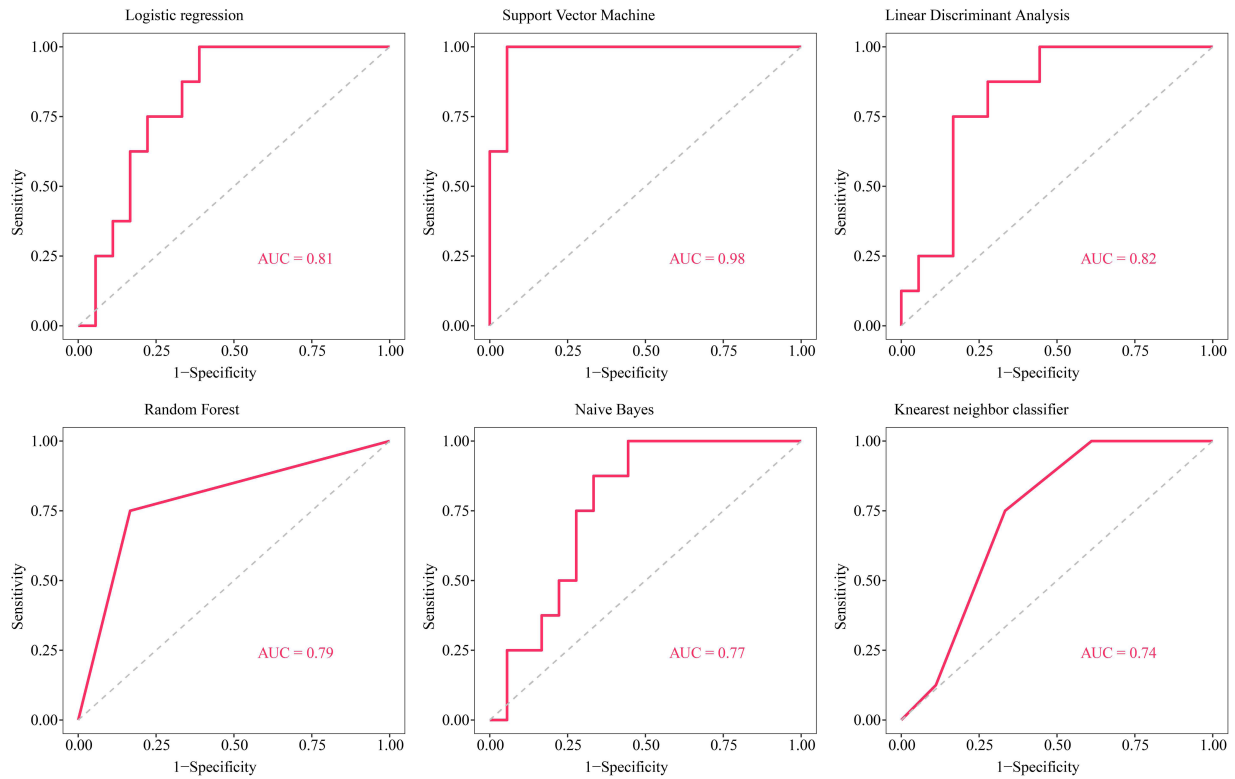 Logistic regression
1.00
0.75
0.50
0.25
0.00
Sensitivity
AUC = 0.81
0.00 0.25 0.50 0.75 1.00
1−Specificity
Support Vector Machine
1.00
0.75
0.50
0.25
0.00
Sensitivity
AUC = 0.98
0.00 0.25 0.50 0.75 1.00
1−Specificity
Linear Discriminant Analysis
1.00
0.75
0.50
0.25
0.00
Sensitivity
AUC = 0.82
0.00 0.25 0.50 0.75 1.00
1−Specificity
Random Forest
1.00
0.75
0.50
0.25
0.00
Sensitivity
AUC = 0.79
0.00 0.25 0.50 0.75 1.00
1−Specificity
Naive Bayes
1.00
0.75
0.50
0.25
0.00
Sensitivity
AUC = 0.77
0.00 0.25 0.50 0.75 1.00
1−Specificity
Knearest neighbor classifier
1.00
0.75
0.50
0.25
0.00
Sensitivity
AUC = 0.74
0.00 0.25 0.50 0.75 1.00
1−Specificity